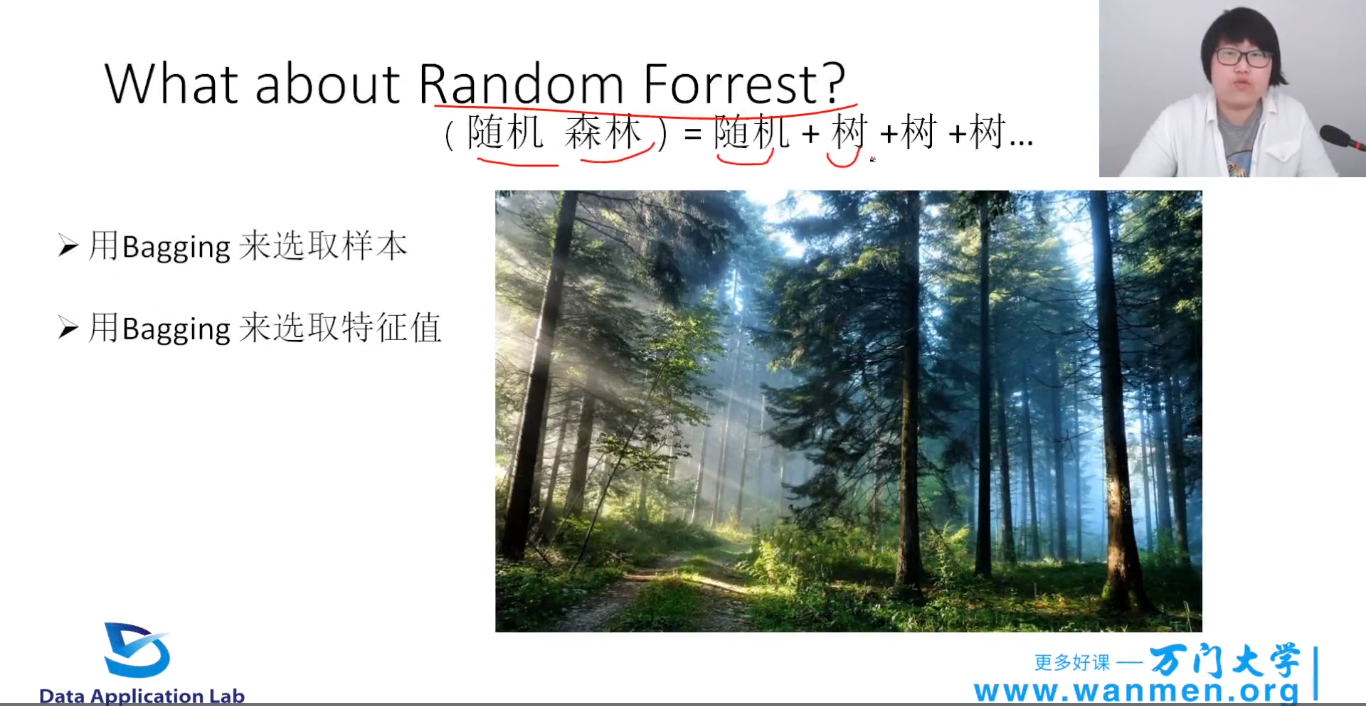 What about Random Forrest?
(随机 森林) = 随机 + 树 +树 +树...
➢ 用Bagging 来选取样本
➢ 用Bagging 来选取特征值
Data Application Lab
更多好课 — 万门大学
www.wanmen.org